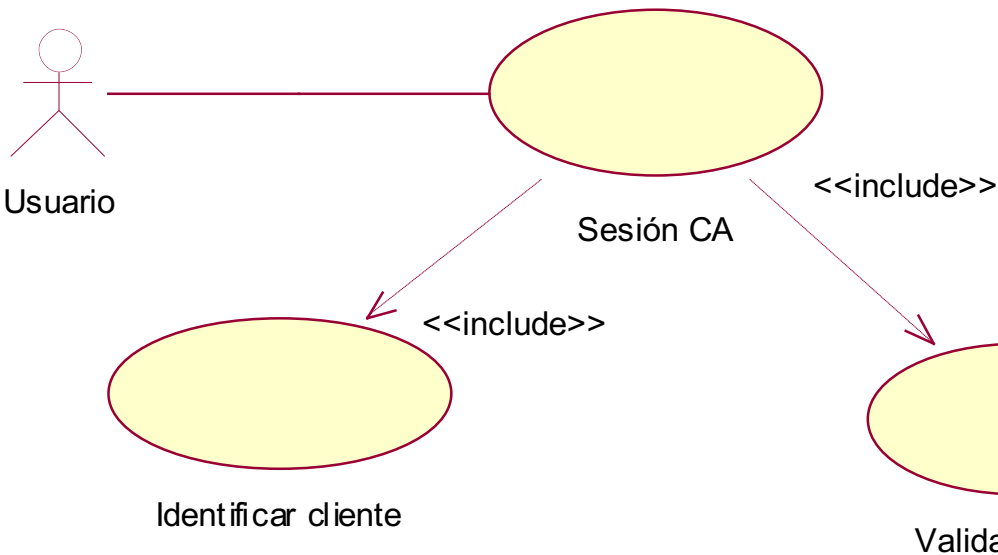 Usuario
<<include>>
Sesión CA
<<include>>
Identificar cliente